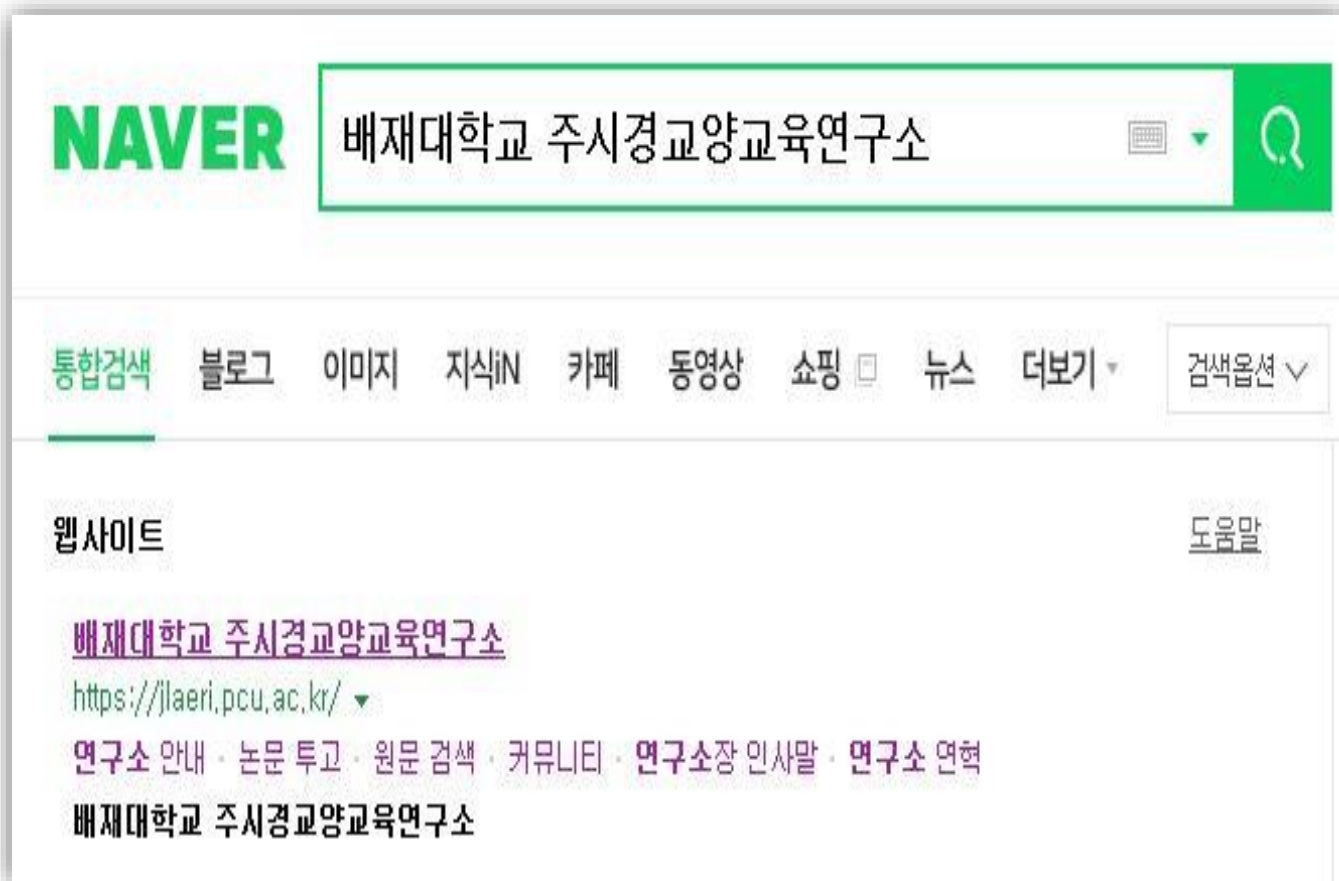 NAVER 배재대학교 주시경교양교육연구소
통합검색 블로그 이미지 지식iN 카페 동영상 쇼핑 뉴스 더보기 검색옵션
웹사이트 도움말
배재대학교 주시경교양교육연구소
https://jlaeri.pcu.ac.kr/
연구소 안내 · 논문 투고 · 원문 검색 · 커뮤니티 · 연구소장 인사말 · 연구소 연혁
배재대학교 주시경교양교육연구소